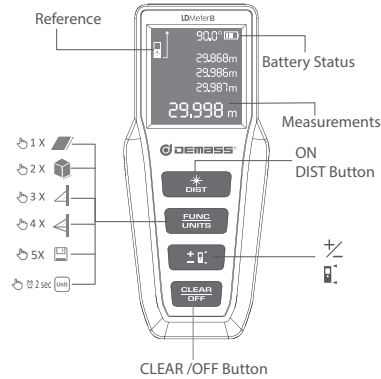 Reference
LDMeterB
90.0°
29.868m
29.986m
29.987m
29.998 m
Battery Status
Measurements
DEMASS®
ON
DIST Button
DIST
FUNC
UNITS
CLEAR
OFF
1 X
2 X
3 X
4 X
5X
2 sec
Unit
+/-
CLEAR /OFF Button